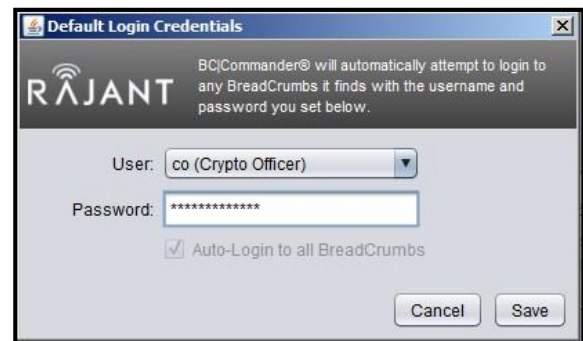 Default Login Credentials
RAJANT
BC|Commander® will automatically attempt to login to
any BreadCrumbs it finds with the username and
password you set below.
User: co (Crypto Officer)
Password: *************
Auto-Login to all BreadCrumbs
Cancel Save